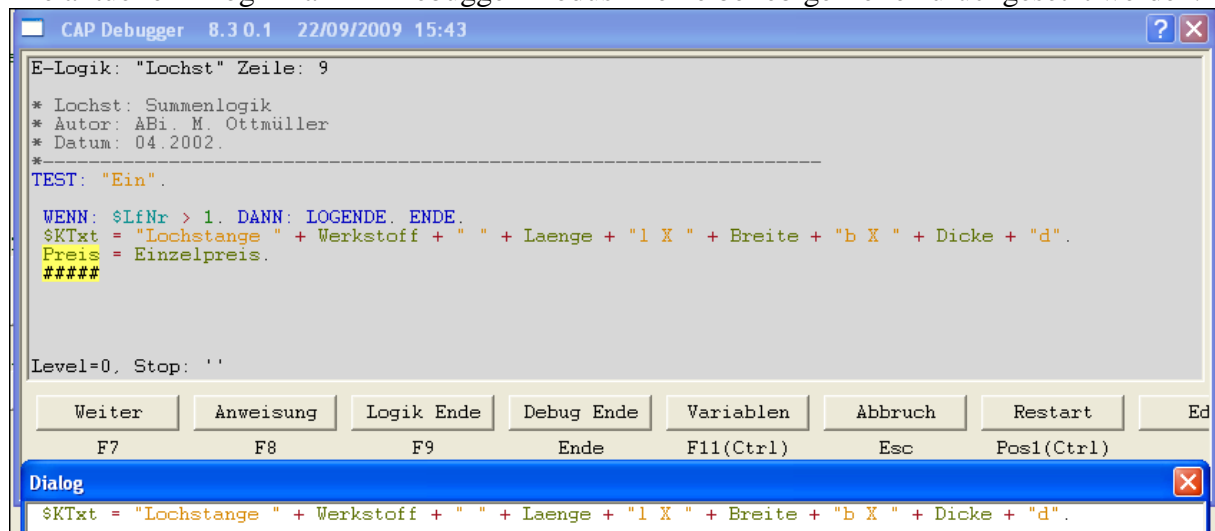 CAP Debugger 8.3 0.1 22/09/2009 15:43
E-Logik: "Lochst" Zeile: 9
* Lochst: Summenlogik
* Autor: ABi. M. Ottmüller
* Datum: 04.2002.
*------------------------------------------------------------------
TEST: "Ein".
WENN: $LfNr > 1. DANN: LOGENDE. ENDE.
$KTxt = "Lochstange " + Werkstoff + " " + Laenge + "l X " + Breite + "b X " + Dicke + "d".
Preis = Einzelpreis.
#####
Level=0, Stop: ''
Weiter Anweisung Logik Ende Debug Ende Variablen Abbruch Restart Ed
F7 F8 F9 Ende F11(Ctrl) Esc Pos1(Ctrl)
Dialog
$KTxt = "Lochstange " + Werkstoff + " " + Laenge + "l X " + Breite + "b X " + Dicke + "d".